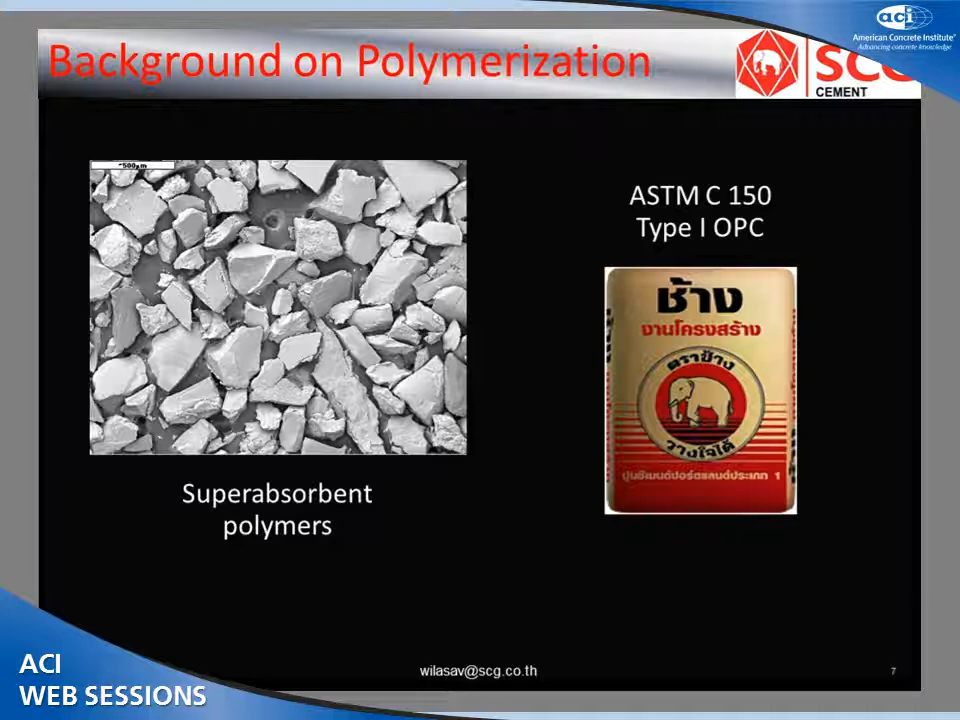 Background on Polymerization
aci
American Concrete Institute®
Advancing concrete knowledge
SCG
CEMENT
~500µm
ASTM C 150
Type I OPC
ช้าง
งานโครงสร้าง
ตราช้าง
วางใจได้
ปูนซีเมนต์ปอร์ตแลนด์ประเภท 1
Superabsorbent
polymers
ACI
WEB SESSIONS
wilasav@scg.co.th
7